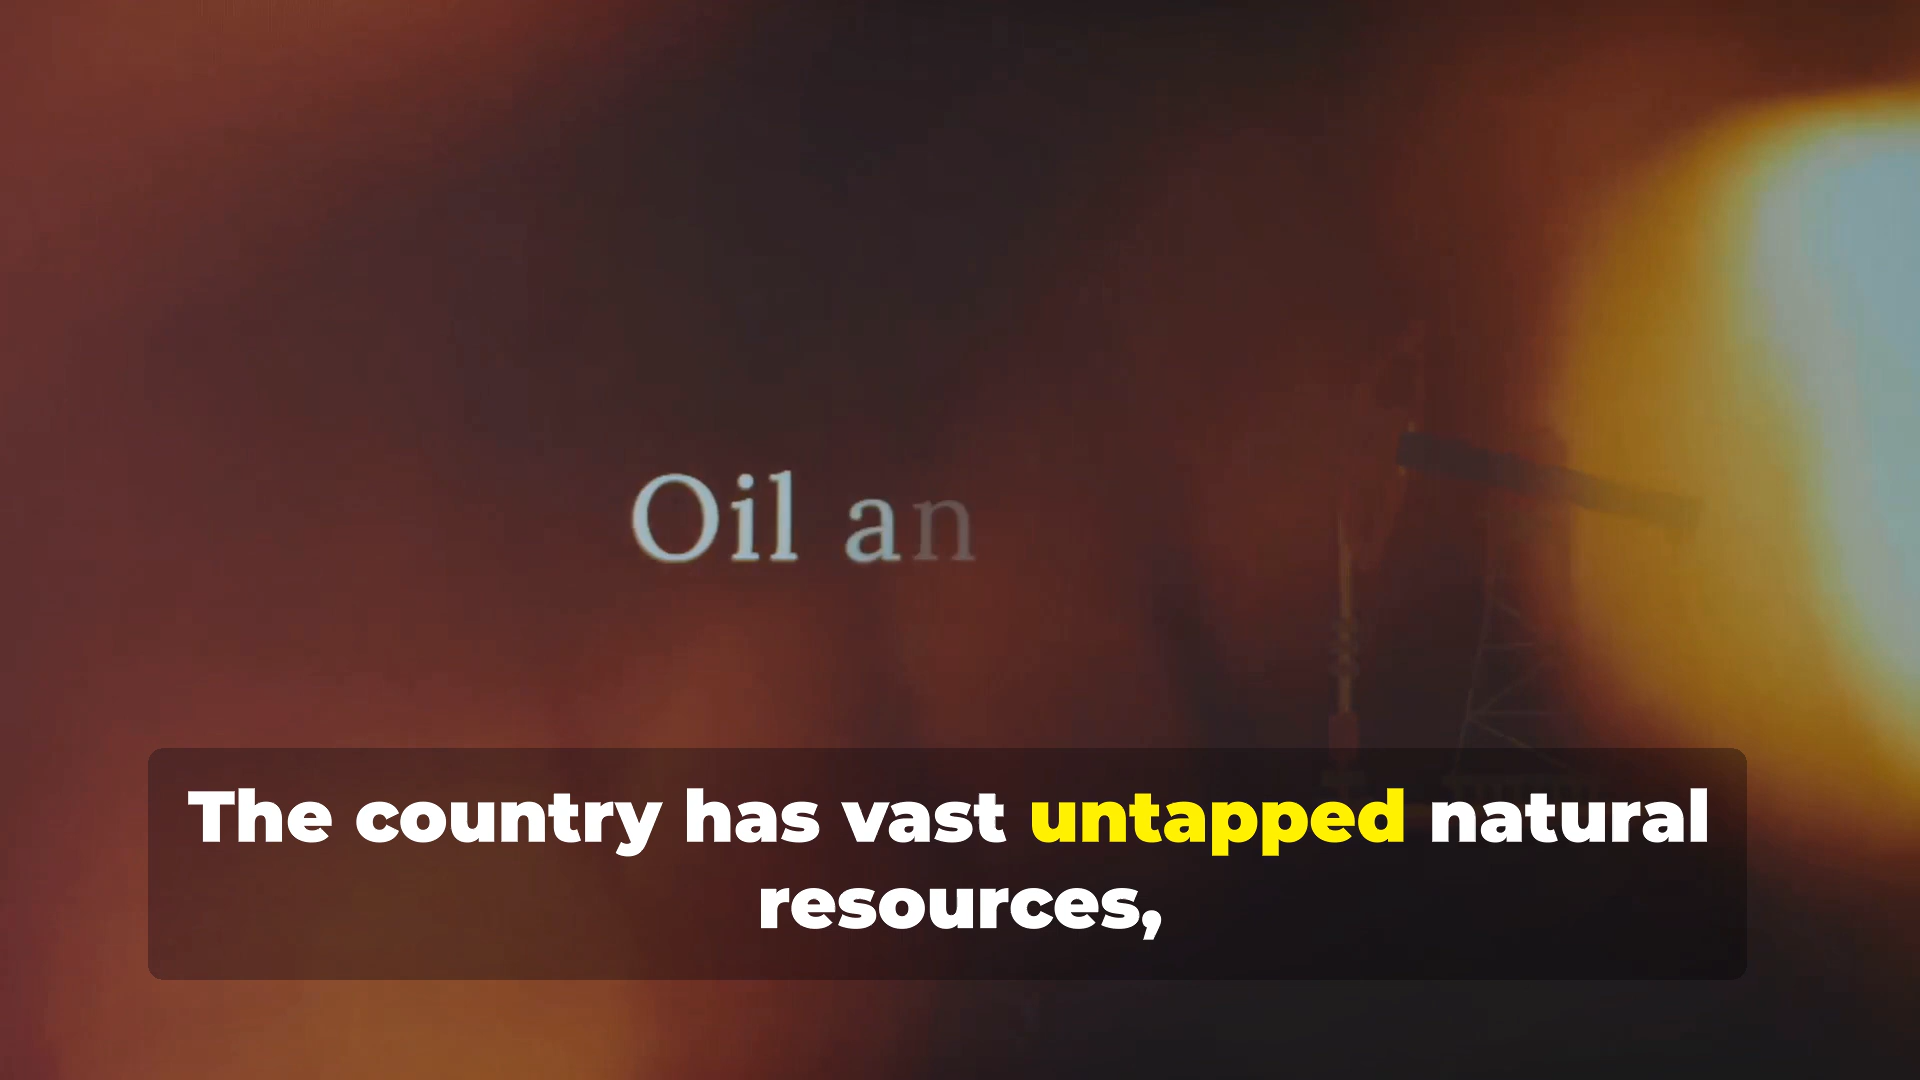 Oil an
The country has vast untapped natural
resources,